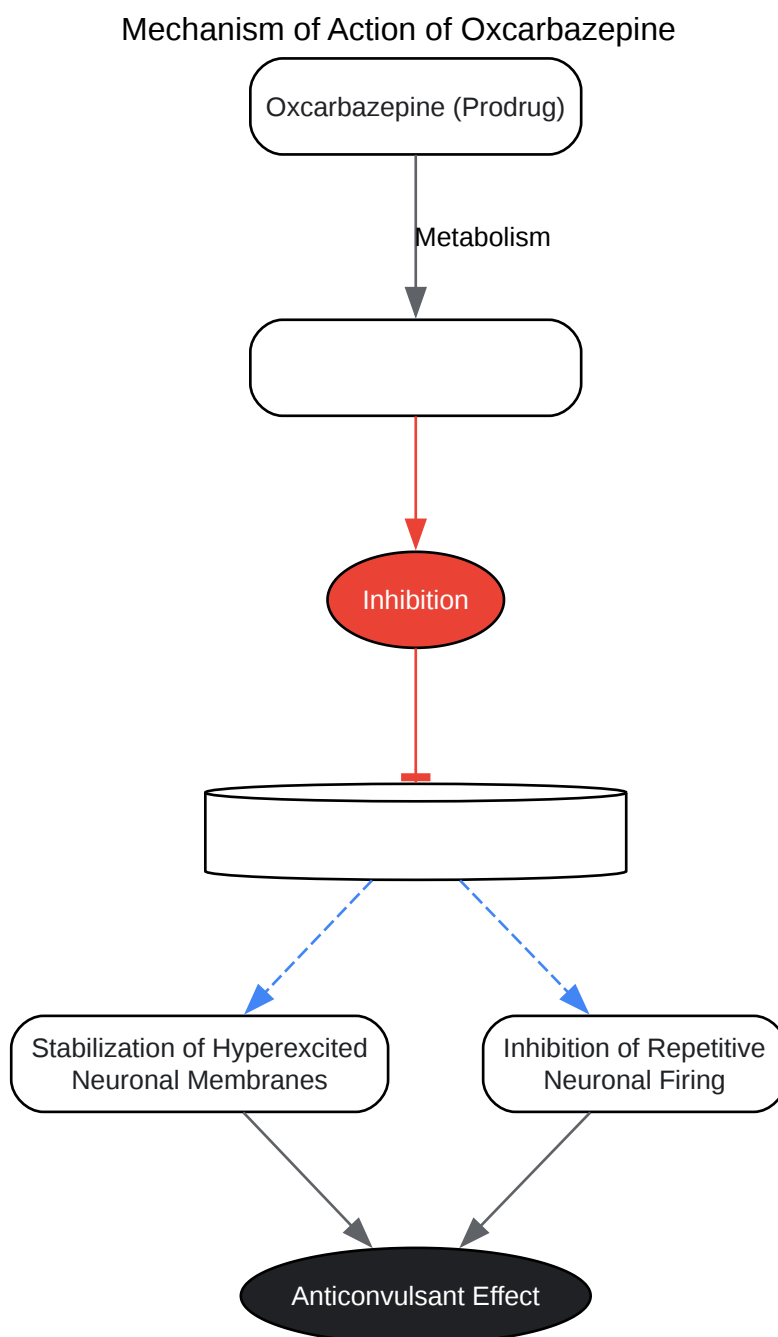 Mechanism of Action of Oxcarbazepine
Oxcarbazepine (Prodrug)
Metabolism
Inhibition
Stabilization of Hyperexcited
Neuronal Membranes
Inhibition of Repetitive
Neuronal Firing
Anticonvulsant Effect